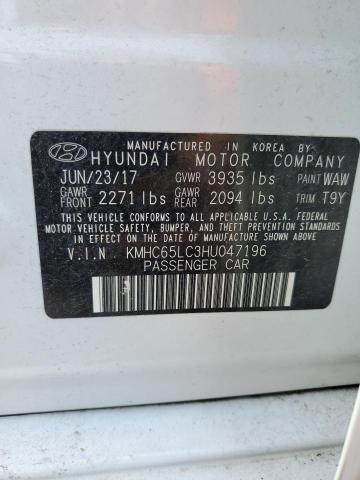 MANUFACTURED IN KOREA BY:
HYUNDAI MOTOR COMPANY
JUN/23/17 GVWR 3935 lbs PAINT WAW
GAWR FRONT 2271 lbs GAWR REAR 2094 lbs TRIM T9Y
THIS VEHICLE CONFORMS TO ALL APPLICABLE U.S.A. FEDERAL
MOTOR VEHICLE SAFETY, BUMPER, AND THEFT PREVENTION
STANDARDS IN EFFECT ON THE DATE OF MANUFACTURE SHOWN ABOVE.
V.I.N KMHC65LC3HU047196
PASSENGER CAR